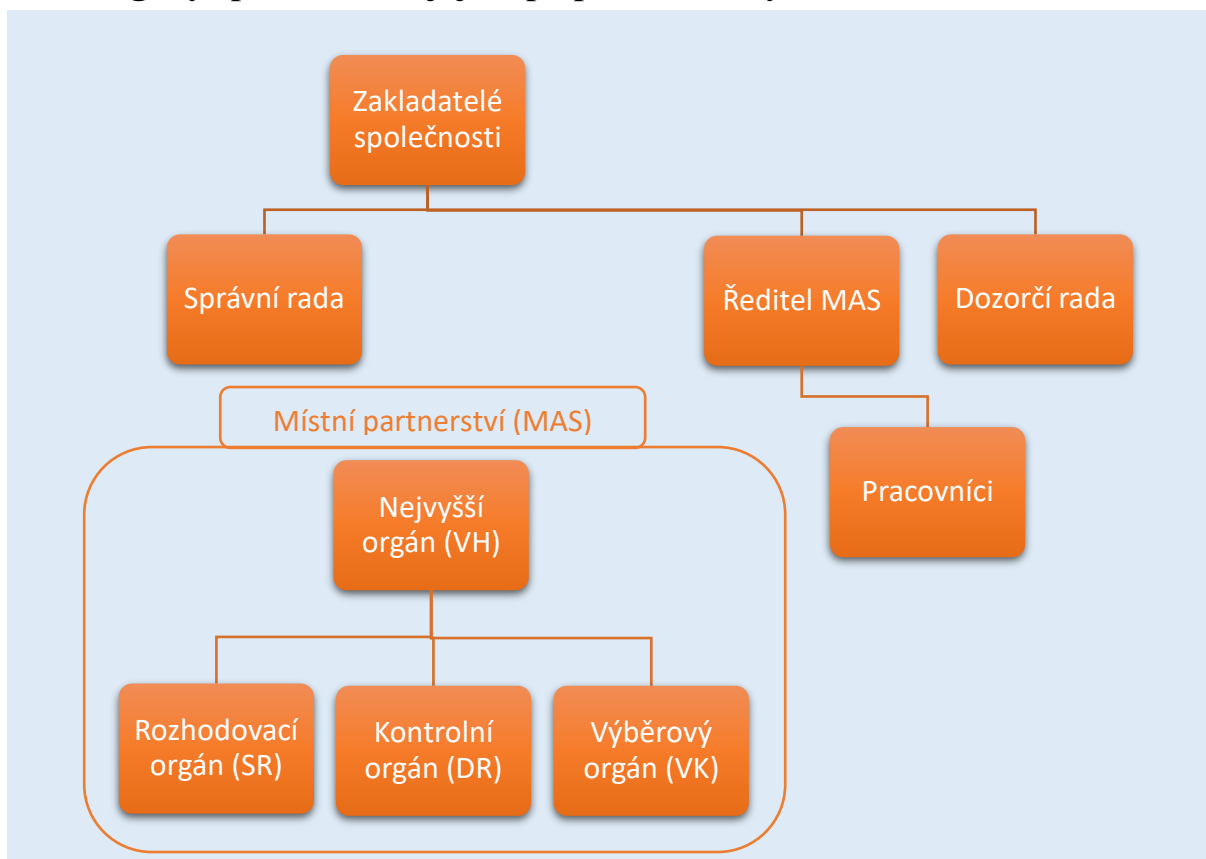 Zakladatelé
společnosti
Správní rada
Ředitel MAS
Dozorčí rada
Místní partnerství (MAS)
Pracovníci
Nejvyšší
orgán (VH)
Rozhodovací
orgán (SR)
Kontrolní
orgán (DR)
Výběrový
orgán (VK)